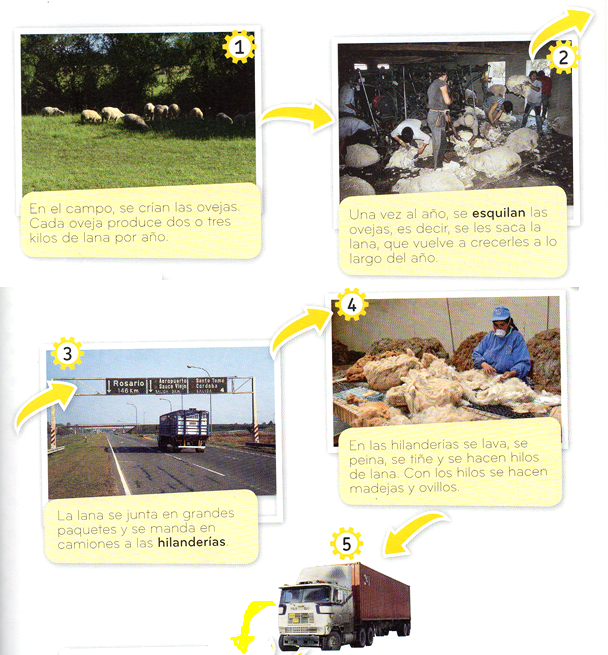 1
En el campo, se crían las ovejas.
Cada oveja produce dos o tres
kilos de lana por año.
2
Una vez al año, se esquilan las
ovejas, es decir, se les saca la
lana, que vuelve a crecerles a lo
largo del año.
3
Rosario
146 Km
Aeropuerto
Sauce Viejo
Santo Tome
Cordoba
La lana se junta en grandes
paquetes y se manda en
camiones a las hilanderías.
4
En las hilanderías se lava, se
peina, se tiñe y se hacen hilos
de lana. Con los hilos se hacen
madejas y ovillos.
5